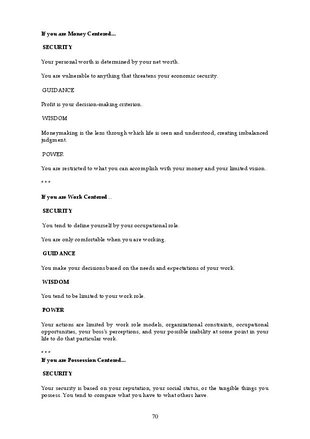 If you are Money Centered...
SECURITY
Your personal worth is determined by your net worth.
You are vulnerable to anything that threatens your economic security.
GUIDANCE
Profit is your decision-making criterion.
WISDOM
Moneymaking is the lens through which life is seen and understood, creating imbalanced
judgment.
POWER
You are restricted to what you can accomplish with your money and your limited vision.
* * *
If you are Work Centered...
SECURITY
You tend to define yourself by your occupational role.
You are only comfortable when you are working.
GUIDANCE
You make your decisions based on the needs and expectations of your work.
WISDOM
You tend to be limited to your work role.
POWER
Your actions are limited by work role models, organizational constraints, occupational
opportunities, your boss's perceptions, and your possible inability at some point in your
life to do that particular work.
* * *
If you are Possession Centered...
SECURITY
Your security is based on your reputation, your social status, or the tangible things you
possess. You tend to compare what you have to what others have.
70